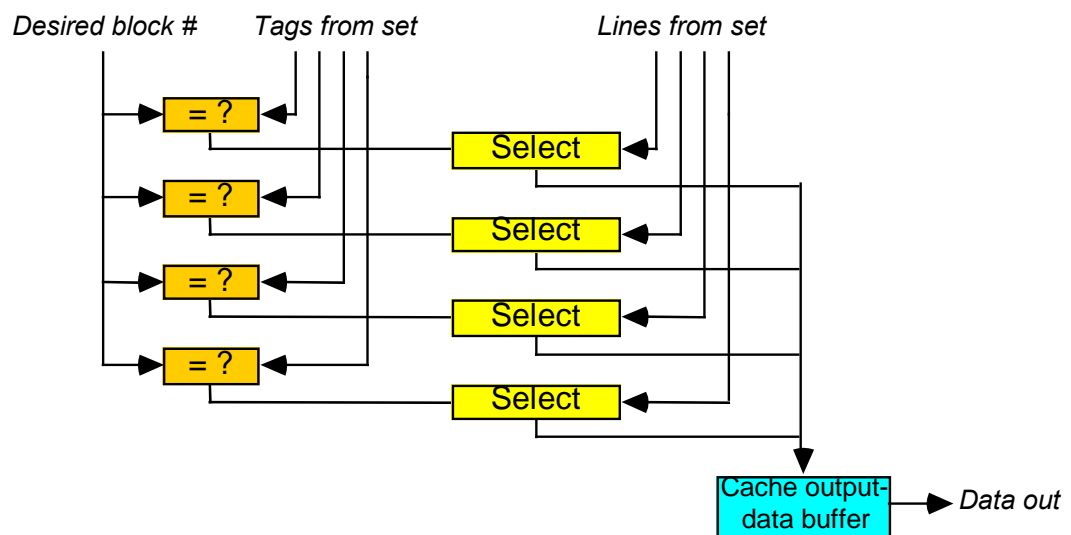 Desired block #
Tags from set
Lines from set
= ?
Select
= ?
Select
= ?
Select
= ?
Select
Cache output-
data buffer
Data out